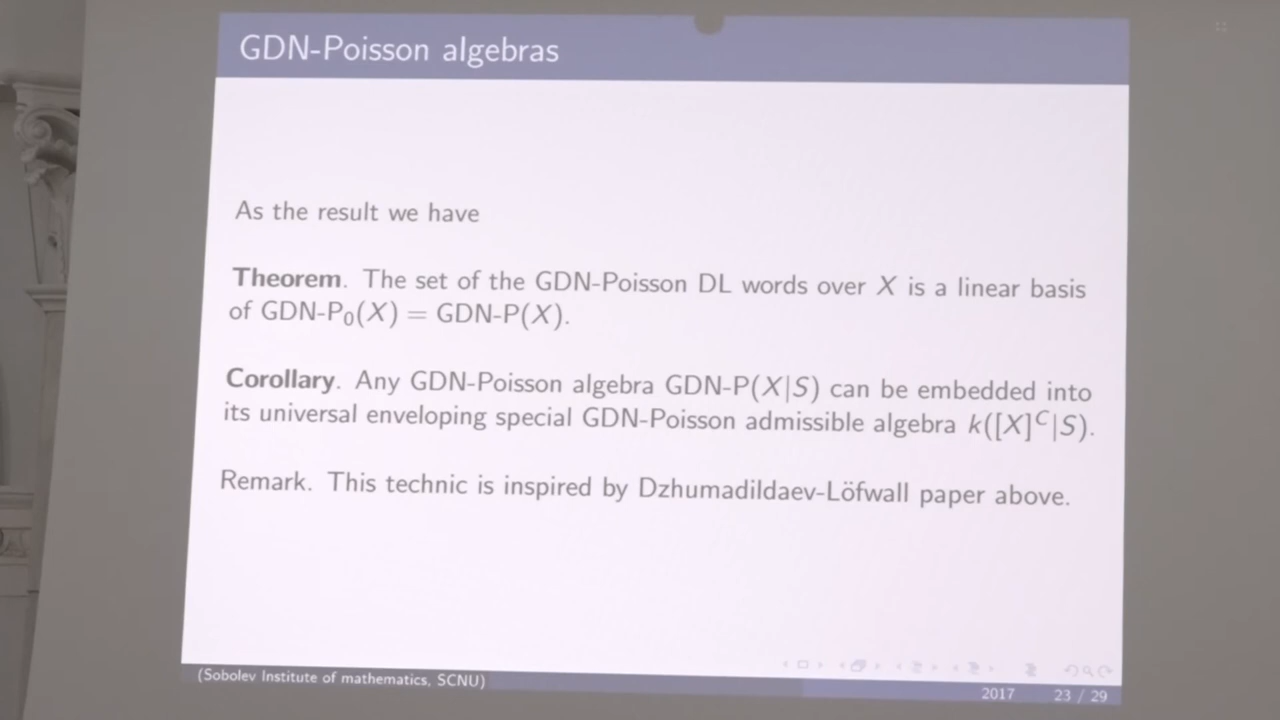 GDN-Poisson algebras
As the result we have
Theorem. The set of the GDN-Poisson DL words over X is a linear basis
of GDN-P₀(X) = GDN-P(X).
Corollary. Any GDN-Poisson algebra GDN-P(X|S) can be embedded into
its universal enveloping special GDN-Poisson admissible algebra k([X]ᶜ|S).
Remark. This technic is inspired by Dzhumadildaev-Löfwall paper above.
(Sobolev Institute of mathematics, SCNU)
2017 23 / 29